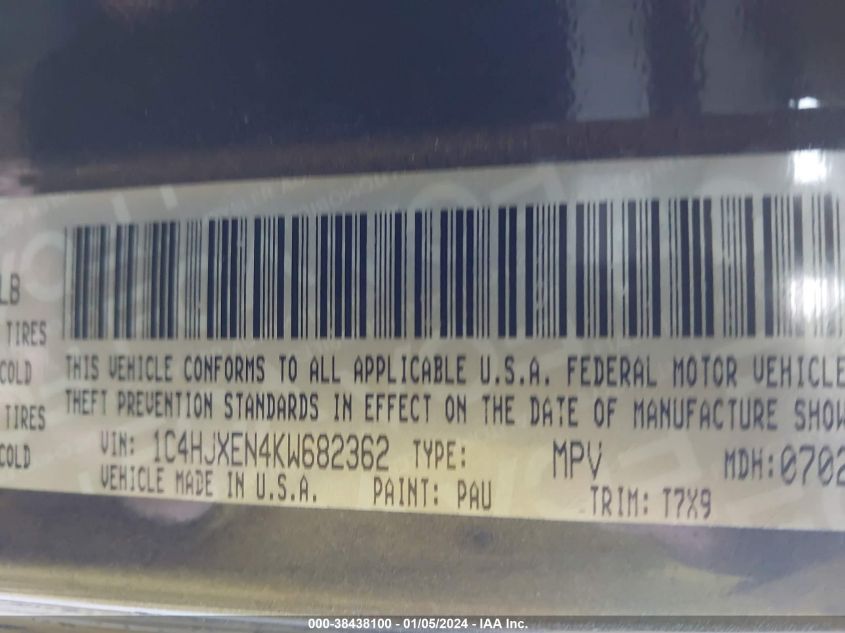 LB
TIRES
COLD
TIRES
COLD
THIS VEHICLE CONFORMS TO ALL APPLICABLE U.S.A. FEDERAL MOTOR VEHICLE
THEFT PREVENTION STANDARDS IN EFFECT ON THE DATE OF MANUFACTURE SHOW
VIN: 1C4HJXEN4KW682362 TYPE: MPV MDH:0702
VEHICLE MADE IN U.S.A. PAINT: PAU TRIM: T7X9
000-38438100 - 01/05/2024 - IAA Inc.